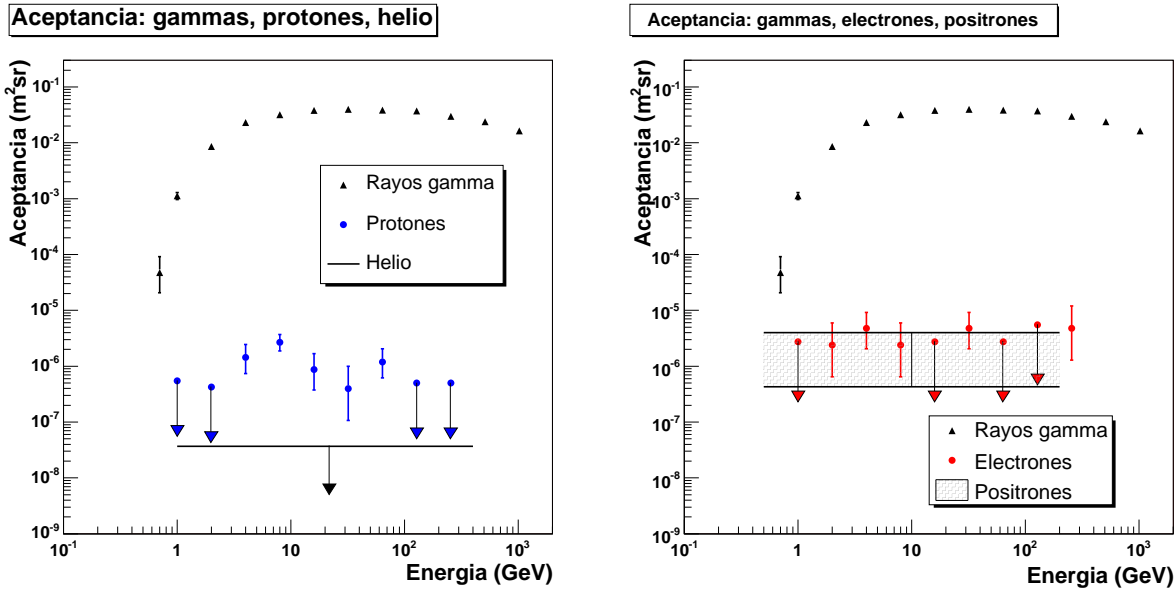 Aceptancia: gammas, protones, helio
Aceptancia (m²sr)
10⁻¹
10⁻²
10⁻³
10⁻⁴
10⁻⁵
10⁻⁶
10⁻⁷
10⁻⁸
10⁻⁹
Rayos gamma
Protones
Helio
10⁻¹ 1 10 10² 10³
Energia (GeV)
Aceptancia: gammas, electrones, positrones
Aceptancia (m²sr)
10⁻¹
10⁻²
10⁻³
10⁻⁴
10⁻⁵
10⁻⁶
10⁻⁷
10⁻⁸
10⁻⁹
Rayos gamma
Electrones
Positrones
10⁻¹ 1 10 10² 10³
Energia (GeV)